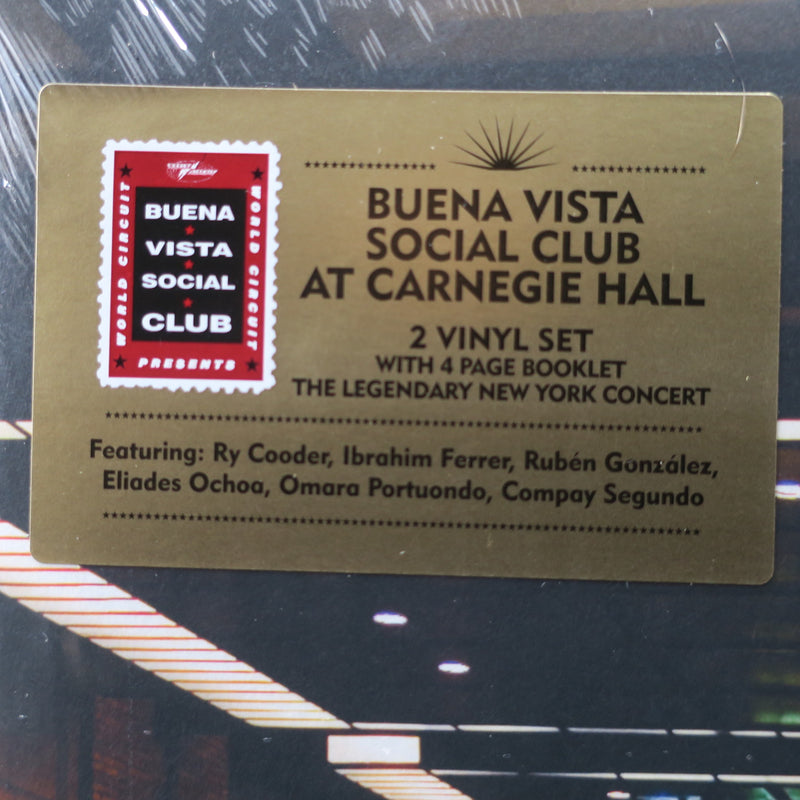 WORLD CIRCUIT
BUENA
VISTA
SOCIAL
CLUB
WORLD CIRCUIT
PRESENTS
BUENA VISTA
SOCIAL CLUB
AT CARNEGIE HALL
2 VINYL SET
WITH 4 PAGE BOOKLET
THE LEGENDARY NEW YORK CONCERT
Featuring: Ry Cooder, Ibrahim Ferrer, Rubén González,
Eliades Ochoa, Omara Portuondo, Compay Segundo